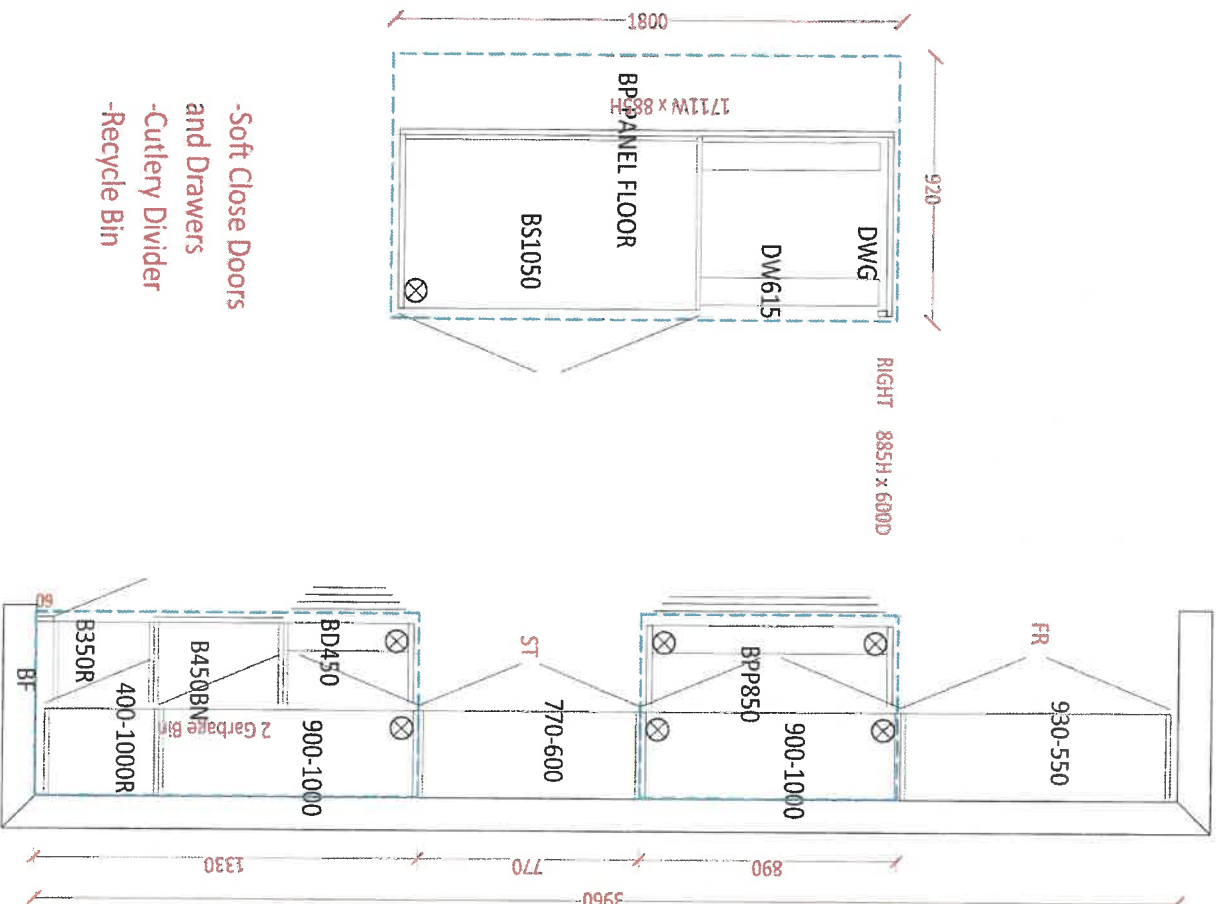 1800
BP PANEL FLOOR
1711W x 885H
920
BS1050
DW615
DWG
-Soft Close Doors
and Drawers
-Cutlery Divider
-Recycle Bin
RIGHT 885H x 600D
60
B350R
B450BN
BD450
ST
BPP850
FR
BF
400-1000R
2 Garbage Bin
900-1000
770-600
900-1000
930-550
1330
770
890
3960